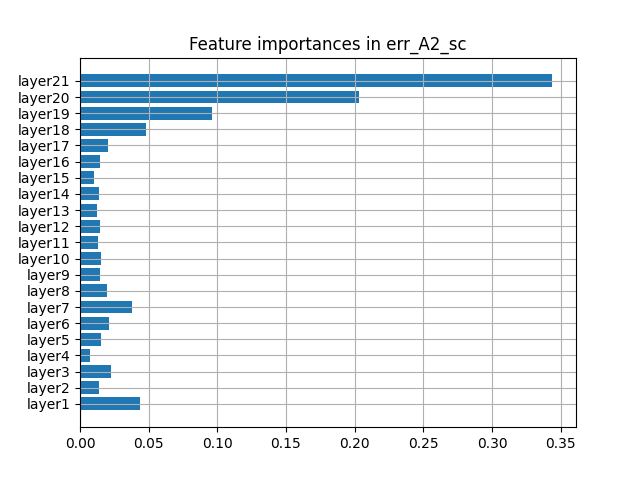 Feature importances in err_A2_sc
layer21
layer20
layer19
layer18
layer17
layer16
layer15
layer14
layer13
layer12
layer11
layer10
layer9
layer8
layer7
layer6
layer5
layer4
layer3
layer2
layer1
0.00 0.05 0.10 0.15 0.20 0.25 0.30 0.35